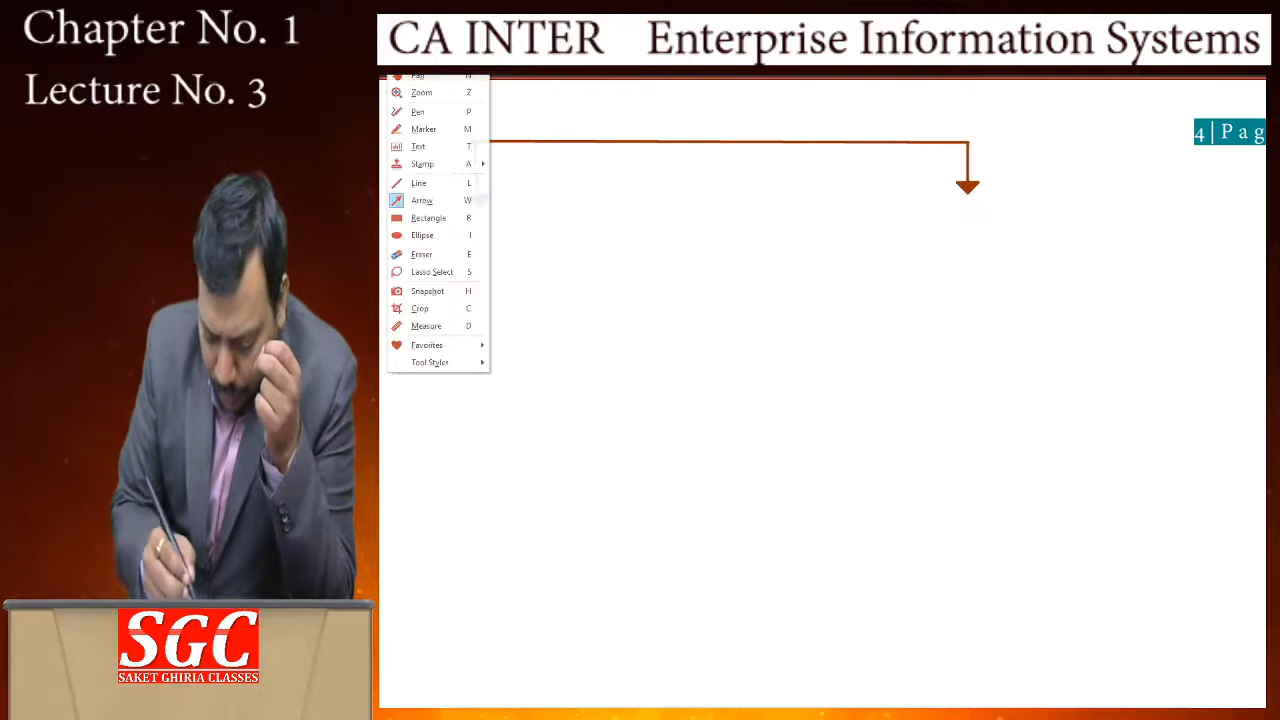 Chapter No. 1
Lecture No. 3
CA INTER Enterprise Information Systems
4 | P a g
Zoom Z
Pen P
Marker M
Text T
Stamp A
Line L
Arrow W
Rectangle R
Ellipse I
Eraser E
Lasso Select S
Snapshot H
Crop C
Measure D
Favorites
Tool Styles
SGC
SAKET GHIRIA CLASSES